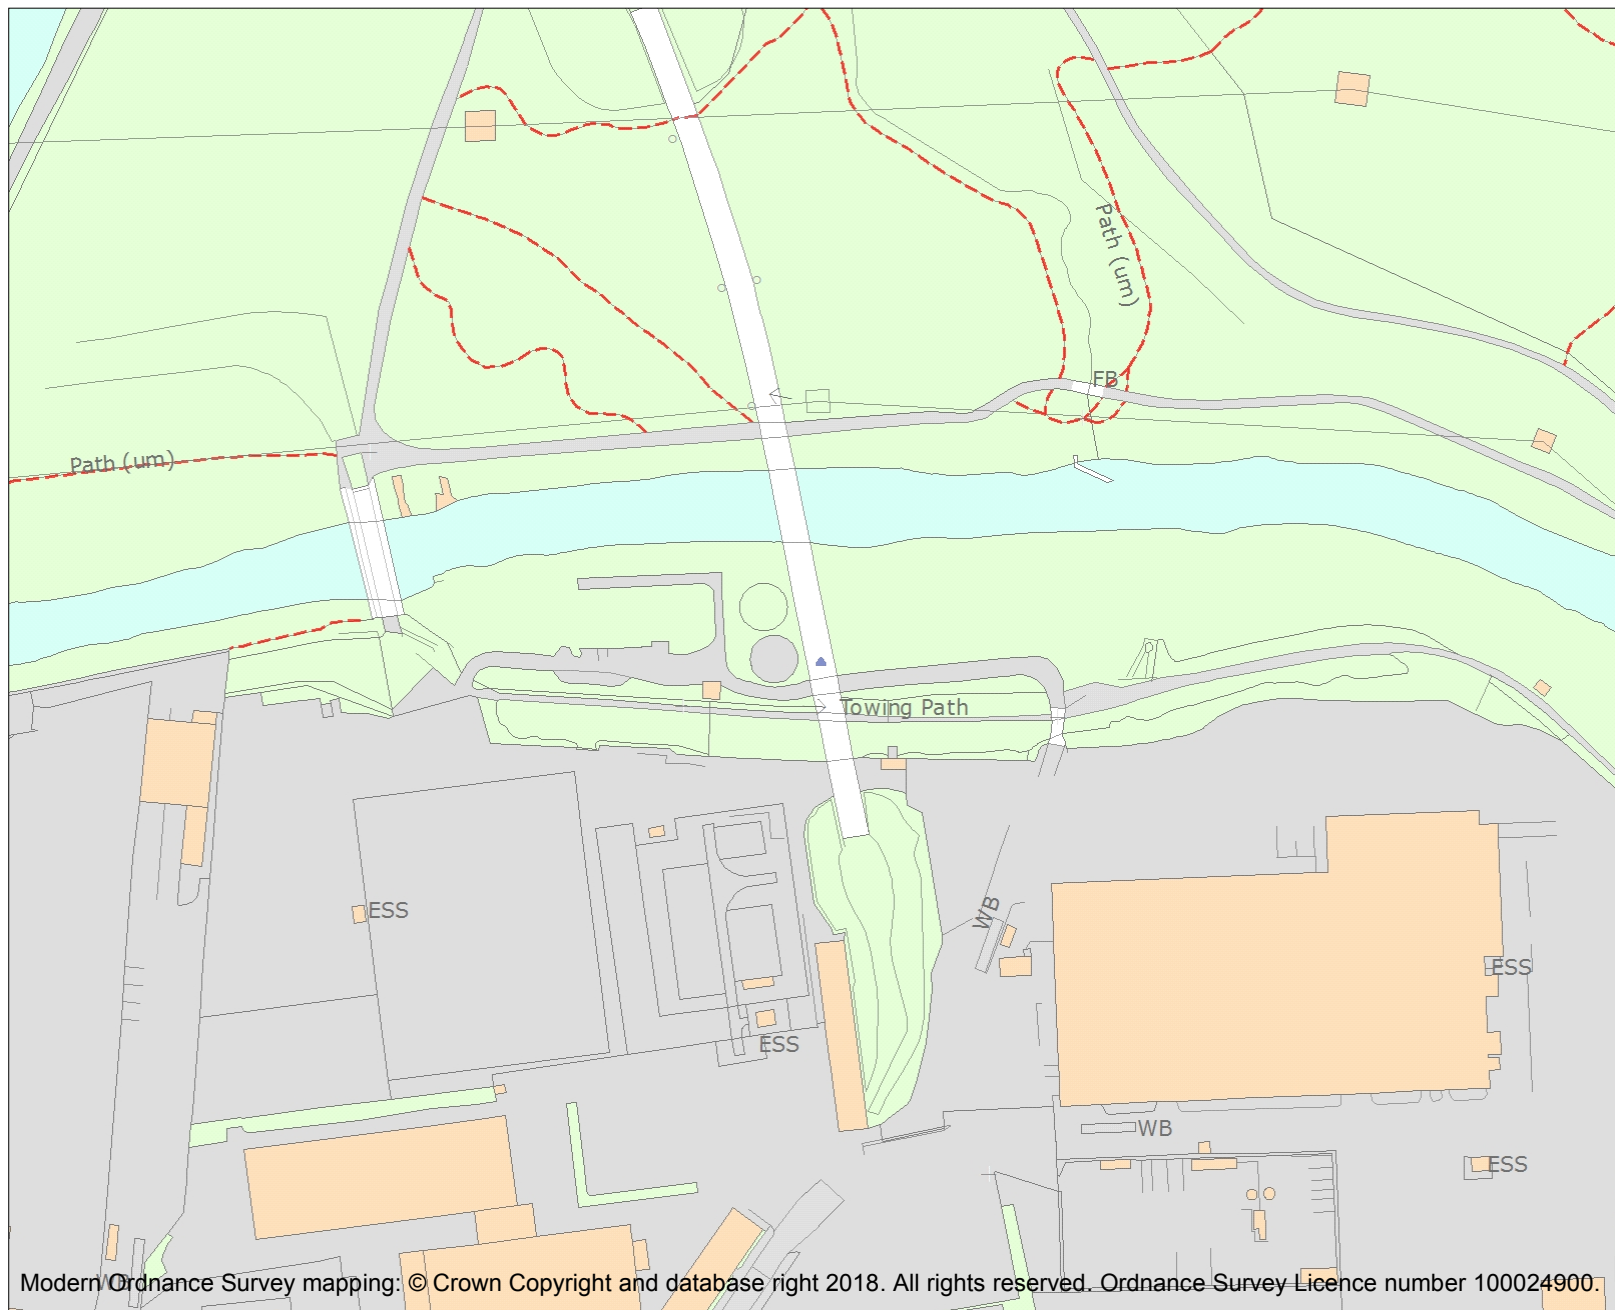 Path (um)
FB
Path (um)
Towing Path
ESS
WB
ESS
ESS
WB
ESS
WB
Modern Ordnance Survey mapping: © Crown Copyright and database right 2018. All rights reserved. Ordnance Survey Licence number 100024900.